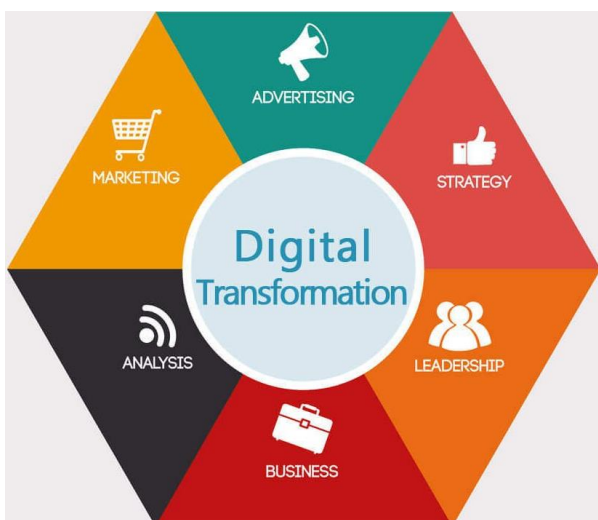 ADVERTISING
MARKETING
STRATEGY
Digital
Transformation
ANALYSIS
LEADERSHIP
BUSINESS